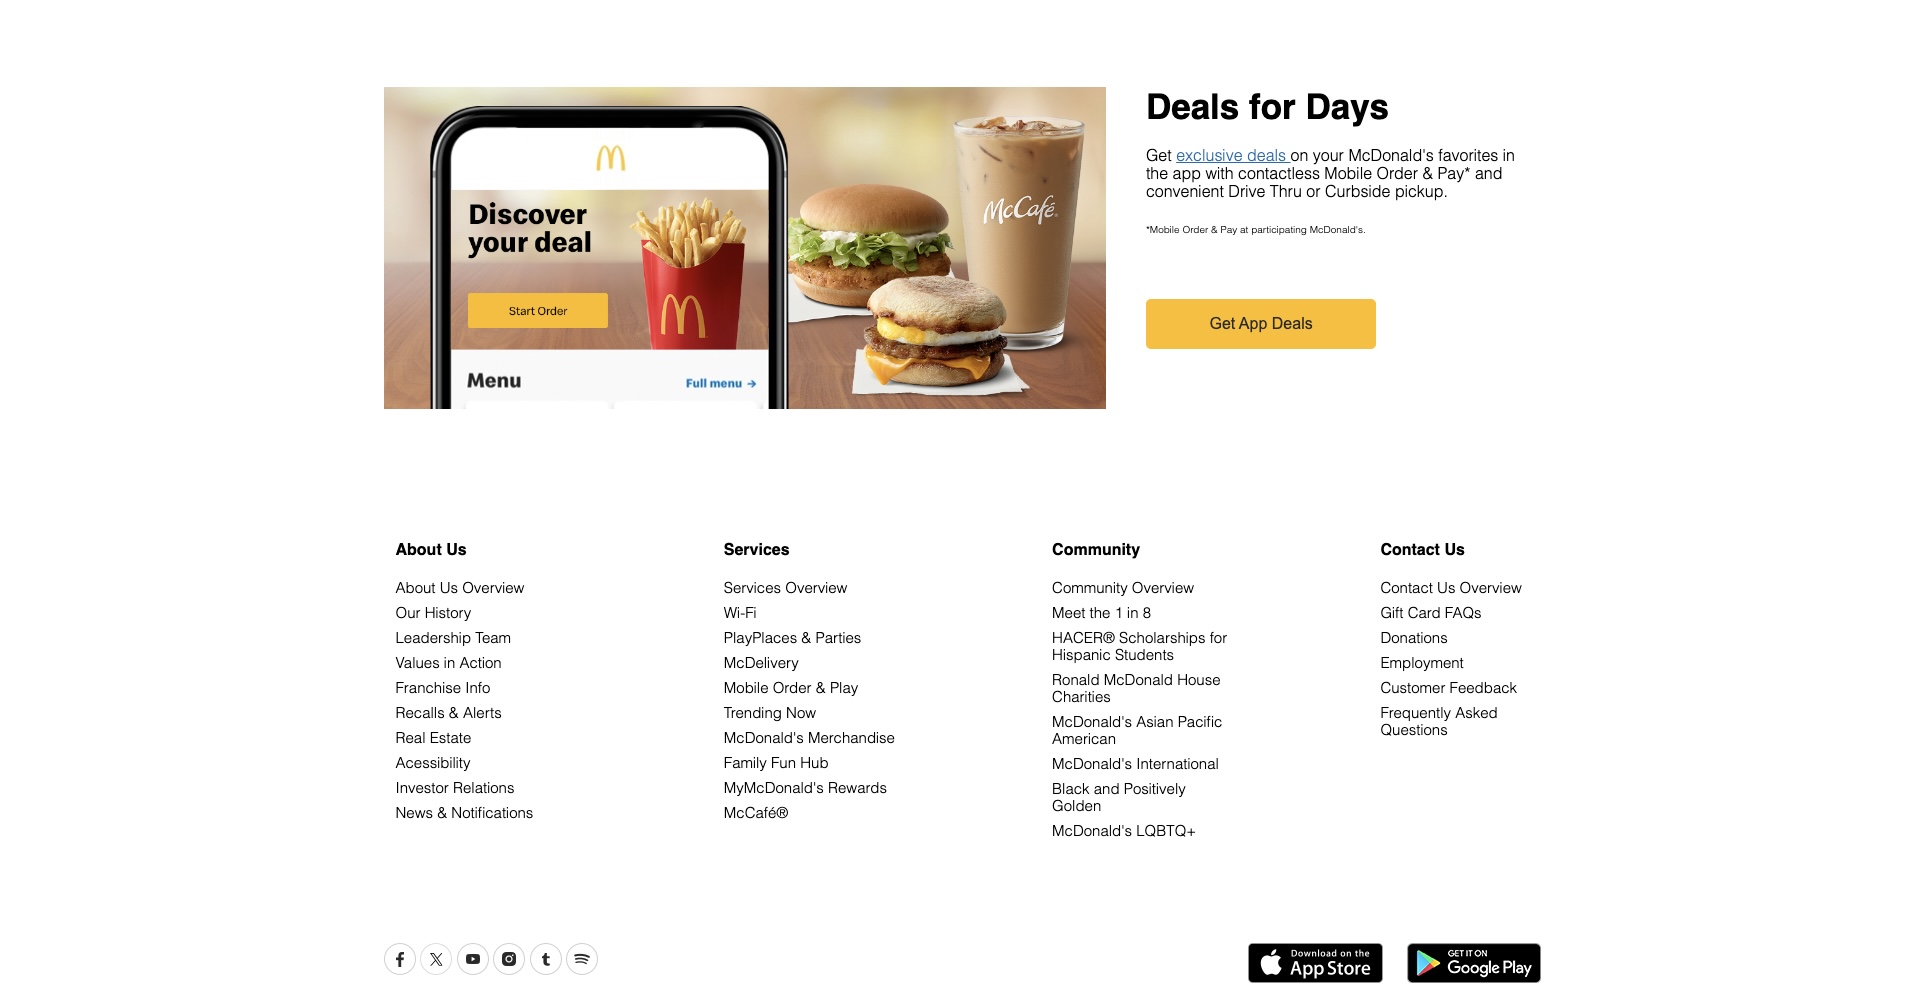 Discover
your deal
Start Order
Menu
Full menu →
McCafé®
Deals for Days
Get exclusive deals on your McDonald's favorites in
the app with contactless Mobile Order & Pay* and
convenient Drive Thru or Curbside pickup.
*Mobile Order & Pay at participating McDonald's.
Get App Deals
About Us
About Us Overview
Our History
Leadership Team
Values in Action
Franchise Info
Recalls & Alerts
Real Estate
Acessibility
Investor Relations
News & Notifications
Services
Services Overview
Wi-Fi
PlayPlaces & Parties
McDelivery
Mobile Order & Play
Trending Now
McDonald's Merchandise
Family Fun Hub
MyMcDonald's Rewards
McCafé®
Community
Community Overview
Meet the 1 in 8
HACER® Scholarships for
Hispanic Students
Ronald McDonald House
Charities
McDonald's Asian Pacific
American
McDonald's International
Black and Positively
Golden
McDonald's LQBTQ+
Contact Us
Contact Us Overview
Gift Card FAQs
Donations
Employment
Customer Feedback
Frequently Asked
Questions
Download on the
App Store
GET IT ON
Google Play